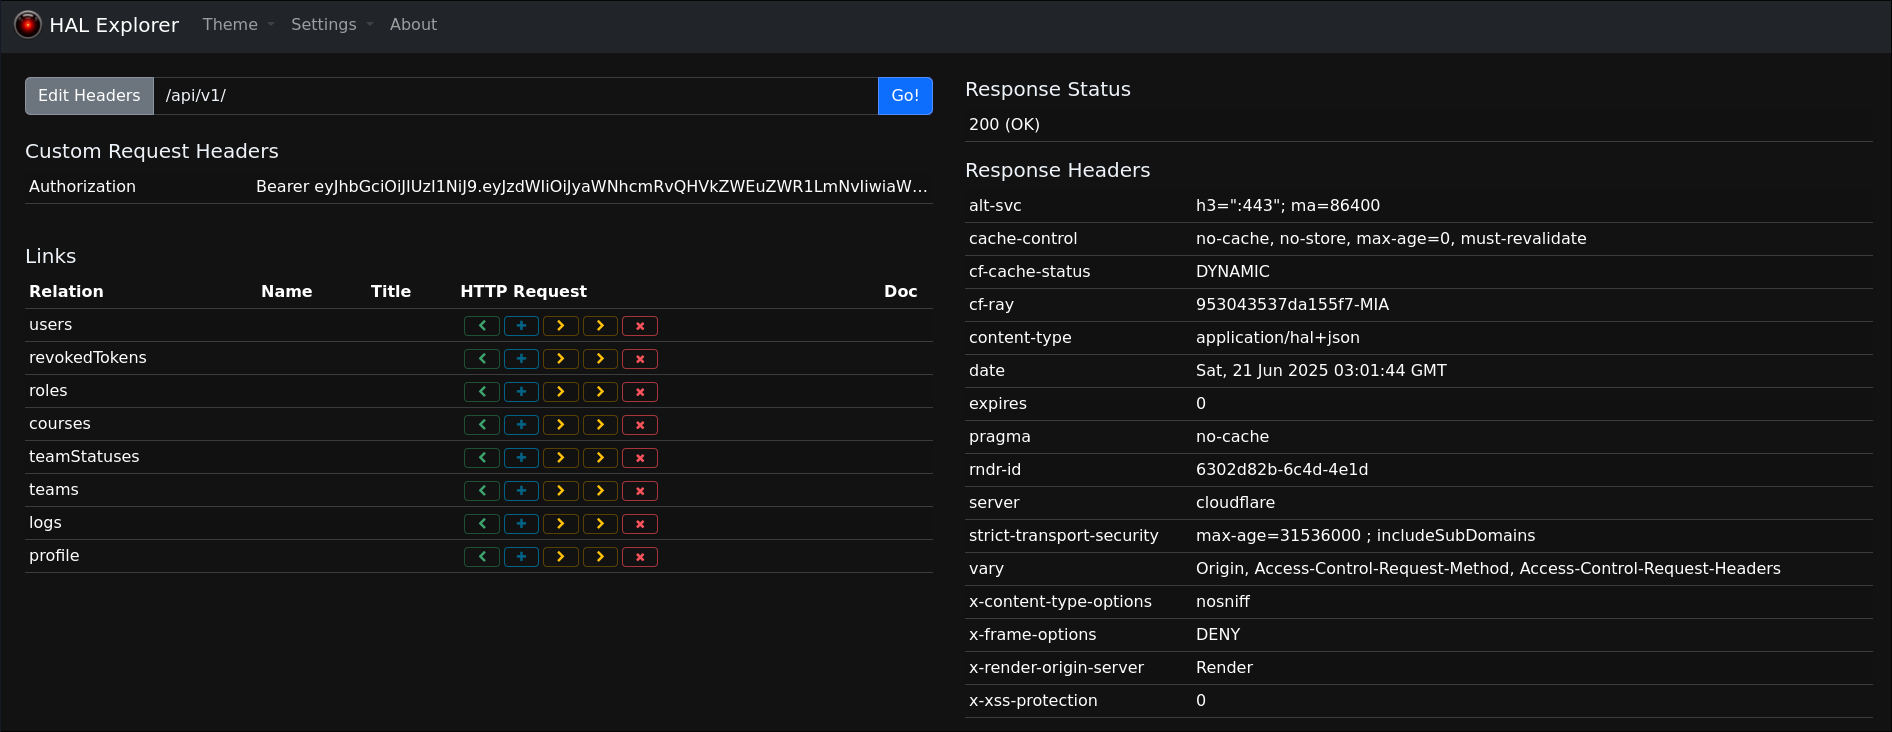 HAL Explorer Theme Settings About
Edit Headers /api/v1/ Go!
Custom Request Headers
Authorization Bearer eyJhbGciOiJIUzI1NiJ9.eyJzdWIiOiJyaWNhcmRvQHVkZWEuZWR1LmNvIiwiaW...
Links
Relation Name Title HTTP Request Doc
users
revokedTokens
roles
courses
teamStatuses
teams
logs
profile
Response Status
200 (OK)
Response Headers
alt-svc h3=":443"; ma=86400
cache-control no-cache, no-store, max-age=0, must-revalidate
cf-cache-status DYNAMIC
cf-ray 953043537da155f7-MIA
content-type application/hal+json
date Sat, 21 Jun 2025 03:01:44 GMT
expires 0
pragma no-cache
rndr-id 6302d82b-6c4d-4e1d
server cloudflare
strict-transport-security max-age=31536000 ; includeSubDomains
vary Origin, Access-Control-Request-Method, Access-Control-Request-Headers
x-content-type-options nosniff
x-frame-options DENY
x-render-origin-server Render
x-xss-protection 0